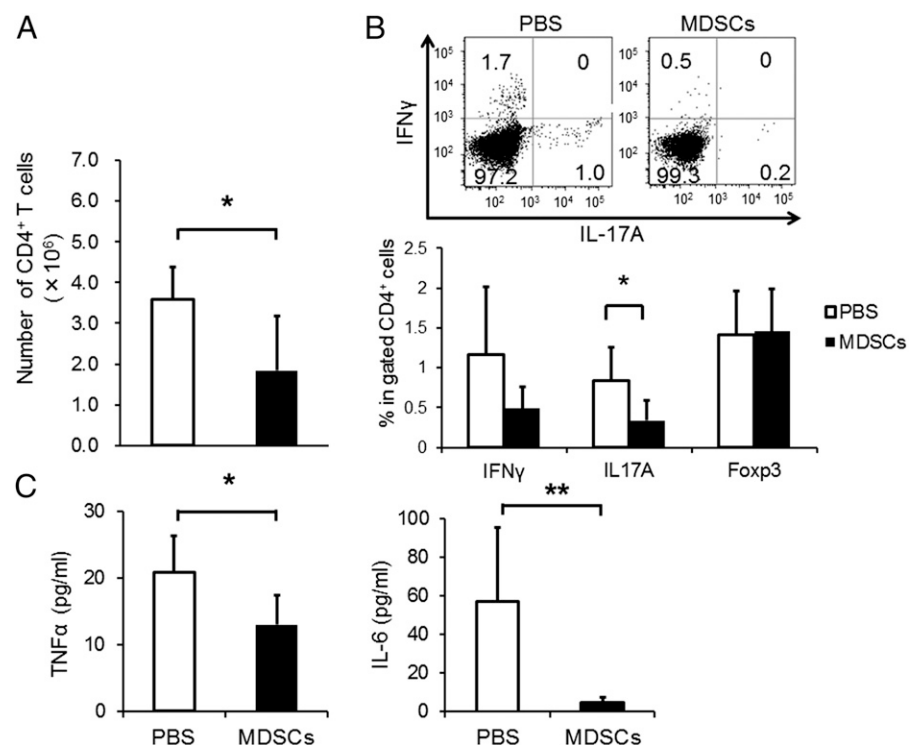 A
Number of CD4⁺ T cells
(×10⁶)
7.0
6.0
5.0
4.0
3.0
2.0
1.0
0.0
*
B
PBS
MDSCs
IFNγ
10⁵
10⁴
10³
10²
1.7
0
97.2
1.0
10² 10³ 10⁴ 10⁵
10⁵
10⁴
10³
10²
0.5
0
99.3
0.2
10² 10³ 10⁴ 10⁵
IL-17A
% in gated CD4⁺ cells
2.5
2
1.5
1
0.5
0
*
IFNγ
IL17A
Foxp3
PBS
MDSCs
C
TNFα (pg/ml)
30
20
10
0
*
PBS
MDSCs
IL-6 (pg/ml)
100
80
60
40
20
0
**
PBS
MDSCs